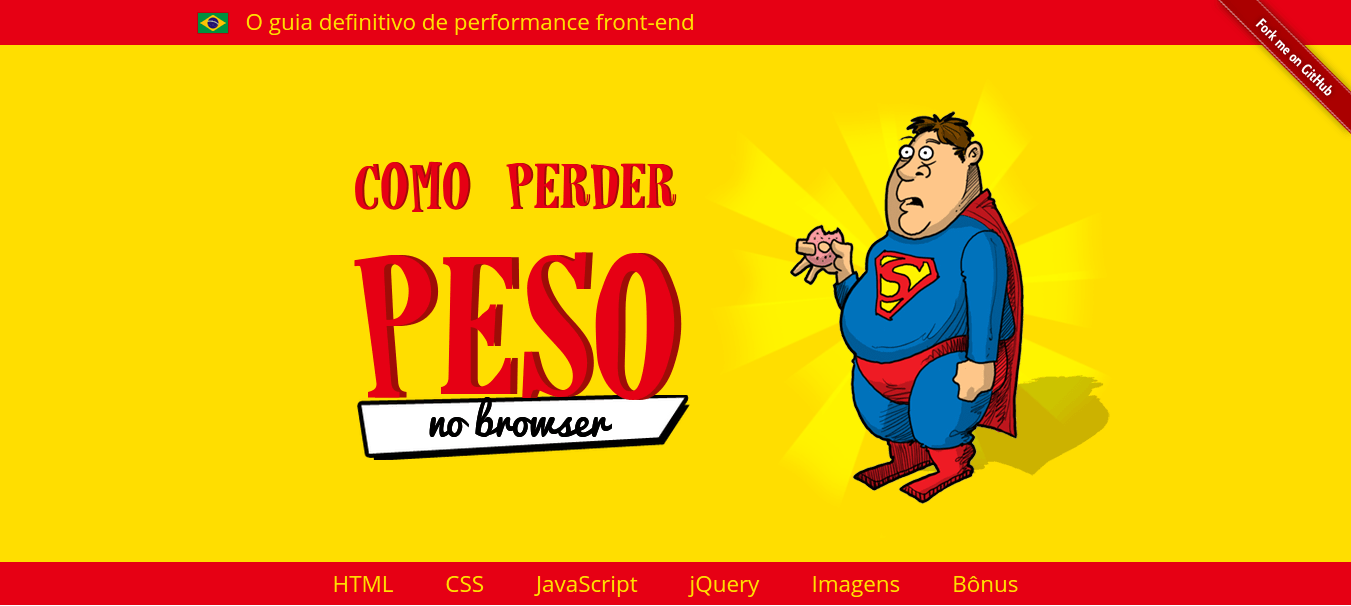 O guia definitivo de performance front-end
Fork me on GitHub
COMO PERDER
PESO
no browser
S
HTML CSS JavaScript jQuery Imagens Bônus